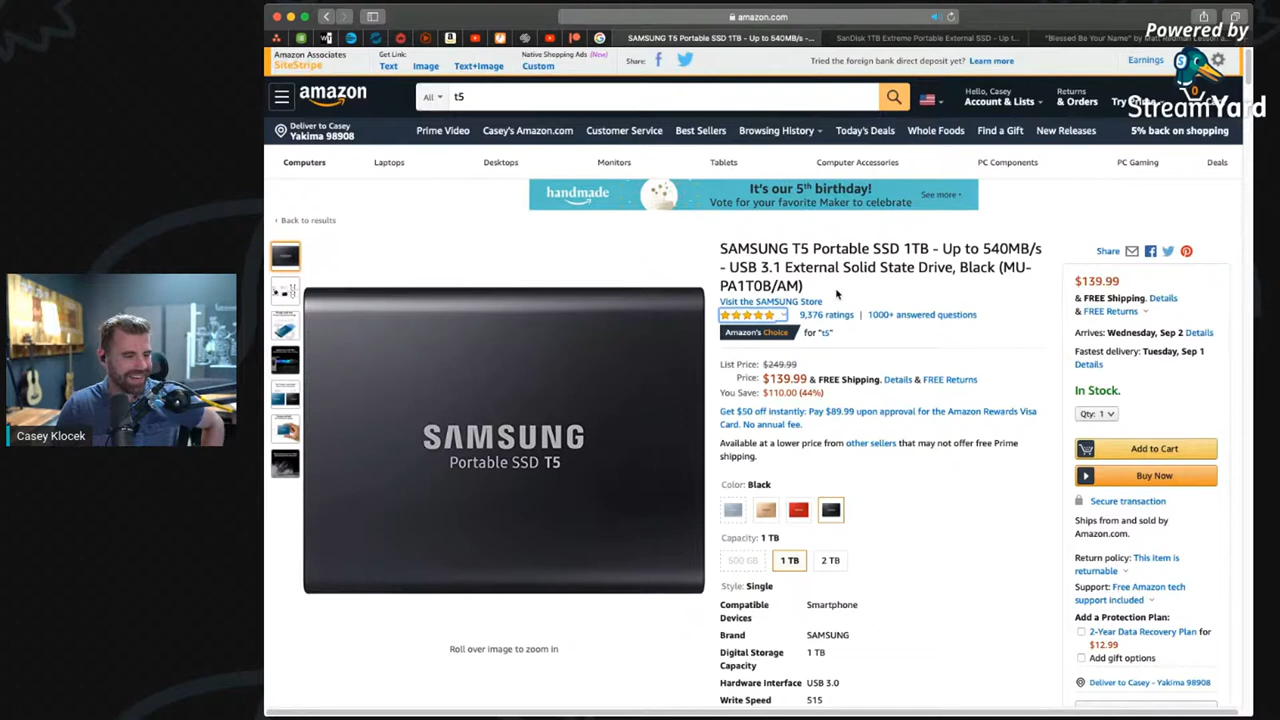 amazon.com
Powered by
StreamYard
SAMSUNG T5 Portable SSD 1TB - Up to 540MB/s -...
SanDisk 1TB Extreme Portable External SSD - Up t...
Amazon Associates
SiteStripe
Get Link:
Text
Image
Text+Image
Native Shopping Ads (New)
Custom
Share:
Tried the foreign bank direct deposit yet? Learn more
Earnings
amazon
All
t5
Hello, Casey
Account & Lists
Returns
& Orders
Deliver to Casey
Yakima 98908
Prime Video
Casey's Amazon.com
Customer Service
Best Sellers
Browsing History
Today's Deals
Whole Foods
Find a Gift
New Releases
5% back on shopping
Computers
Laptops
Desktops
Monitors
Tablets
Computer Accessories
PC Components
PC Gaming
Deals
handmade
It's our 5th birthday!
Vote for your favorite Maker to celebrate
See more
‹ Back to results
SAMSUNG T5 Portable SSD 1TB - Up to 540MB/s
- USB 3.1 External Solid State Drive, Black (MU-
PA1T0B/AM)
Visit the SAMSUNG Store
9,376 ratings | 1000+ answered questions
Amazon's Choice for "t5"
List Price: $249.99
Price: $139.99 & FREE Shipping. Details & FREE Returns
You Save: $110.00 (44%)
Get $50 off instantly: Pay $89.99 upon approval for the Amazon Rewards Visa
Card. No annual fee.
Available at a lower price from other sellers that may not offer free Prime
shipping.
Color: Black
Capacity: 1 TB
500 GB
1 TB
2 TB
Style: Single
Compatible Smartphone
Devices
Brand SAMSUNG
Digital Storage 1 TB
Capacity
Hardware Interface USB 3.0
Write Speed 515
SAMSUNG
Portable SSD T5
Roll over image to zoom in
Casey Klocek
Share
$139.99
& FREE Shipping. Details
& FREE Returns
Arrives: Wednesday, Sep 2 Details
Fastest delivery: Tuesday, Sep 1
Details
In Stock.
Qty: 1
Add to Cart
Buy Now
Secure transaction
Ships from and sold by
Amazon.com.
Return policy: This item is
returnable
Support: Free Amazon tech
support included
Add a Protection Plan:
2-Year Data Recovery Plan for
$12.99
Add gift options
Deliver to Casey - Yakima 98908